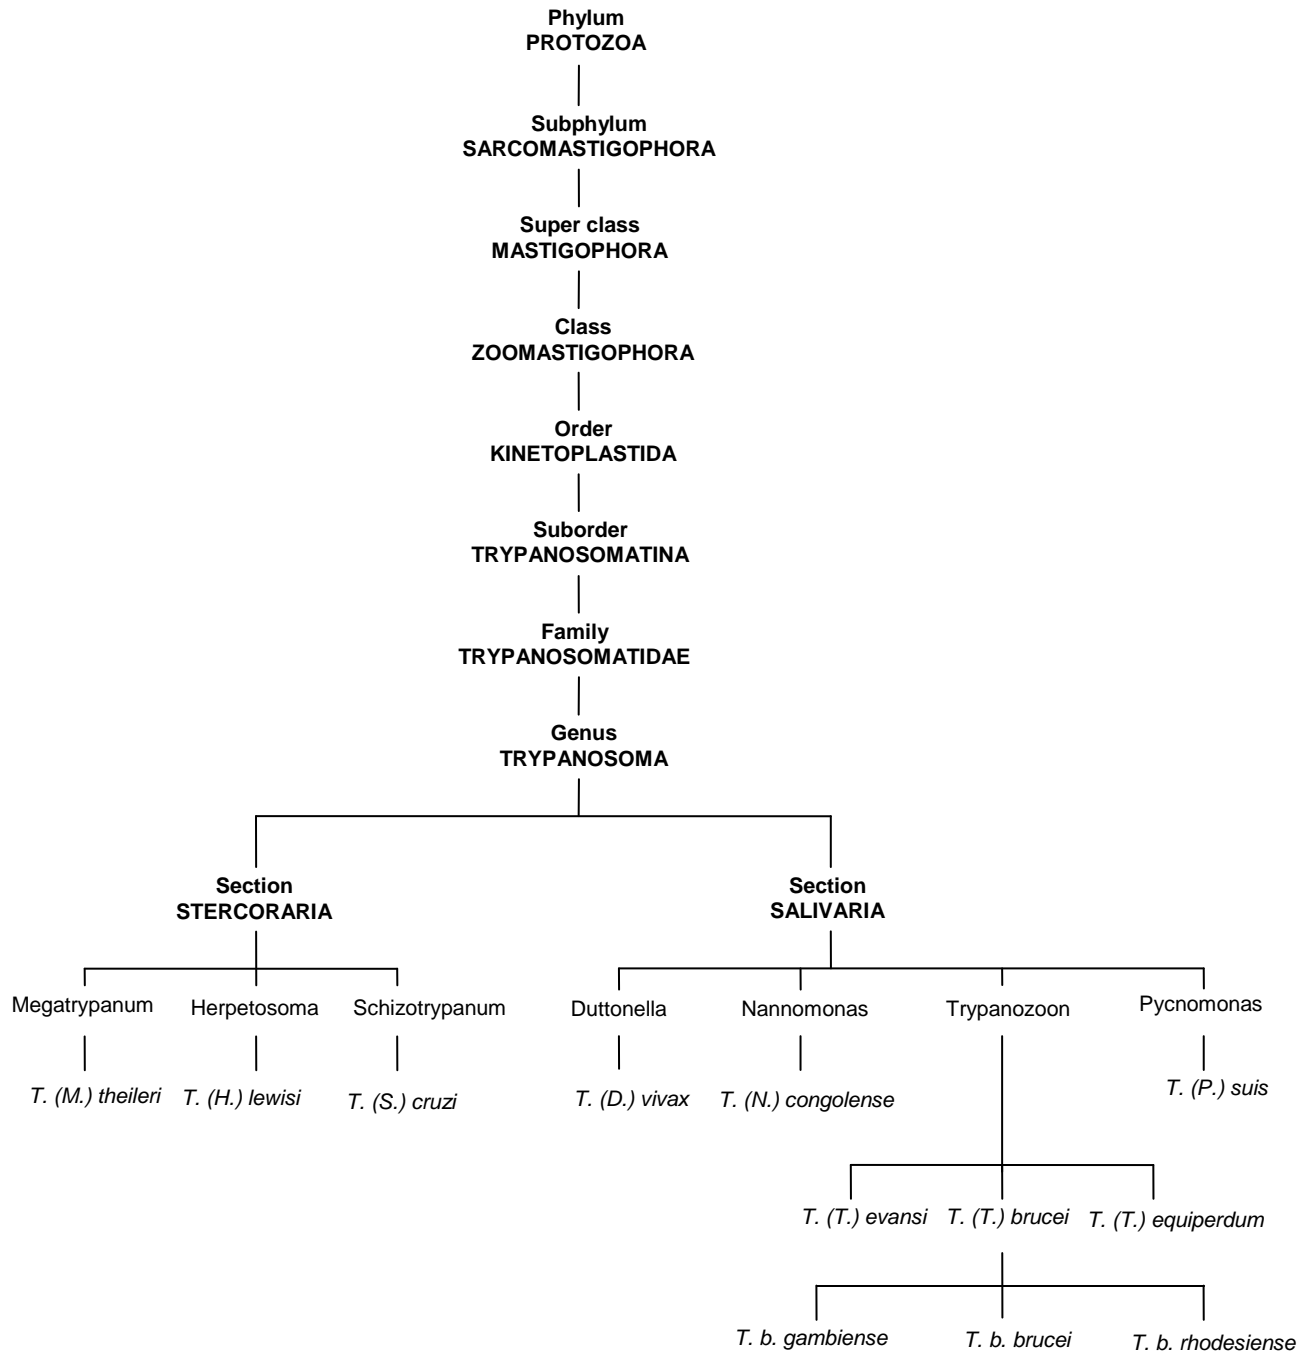 Phylum
PROTOZOA
Subphylum
SARCOMASTIGOPHORA
Super class
MASTIGOPHORA
Class
ZOOMASTIGOPHORA
Order
KINETOPLASTIDA
Suborder
TRYPANOSOMATINA
Family
TRYPANOSOMATIDAE
Genus
TRYPANOSOMA
Section
STERCORARIA
Section
SALIVARIA
Megatrypanum
Herpetosoma
Schizotrypanum
Duttonella
Nannomonas
Trypanozoon
Pycnomonas
T. (M.) theileri
T. (H.) lewisi
T. (S.) cruzi
T. (D.) vivax
T. (N.) congolense
T. (P.) suis
T. (T.) evansi
T. (T.) brucei
T. (T.) equiperdum
T. b. gambiense
T. b. brucei
T. b. rhodesiense